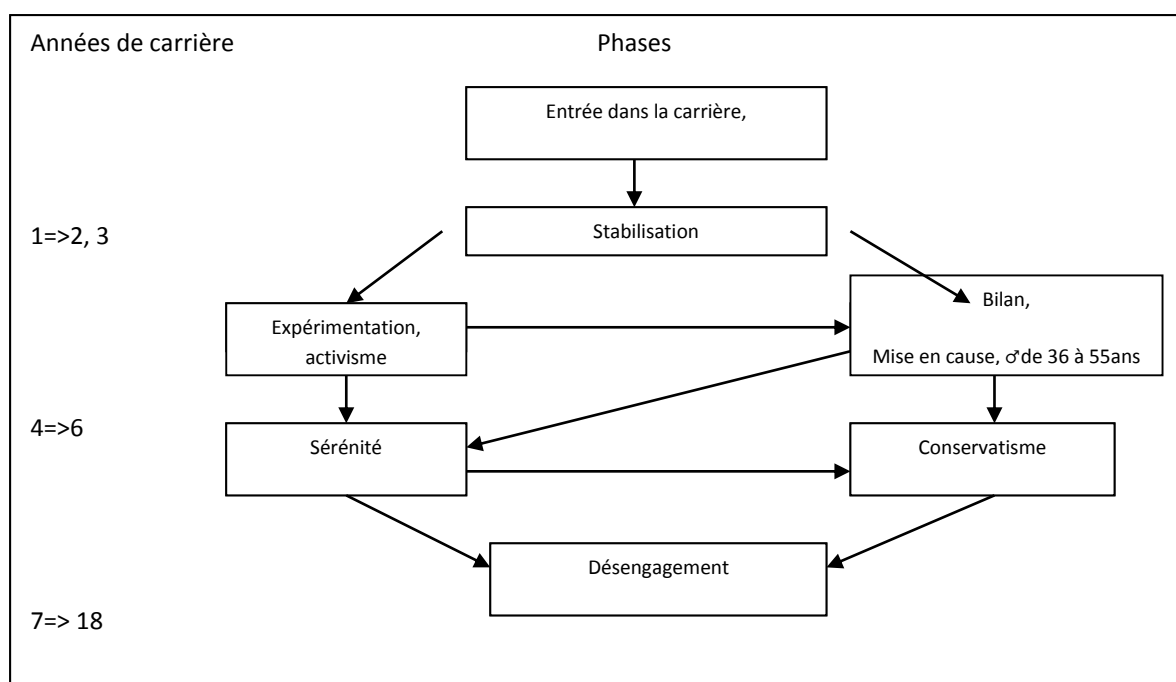 Années de carrière
Phases
Entrée dans la carrière,
1=>2, 3
Stabilisation
Expérimentation,
activisme
Bilan,
Mise en cause, ♂de 36 à 55ans
4=>6
Sérénité
Conservatisme
Désengagement
7=> 18